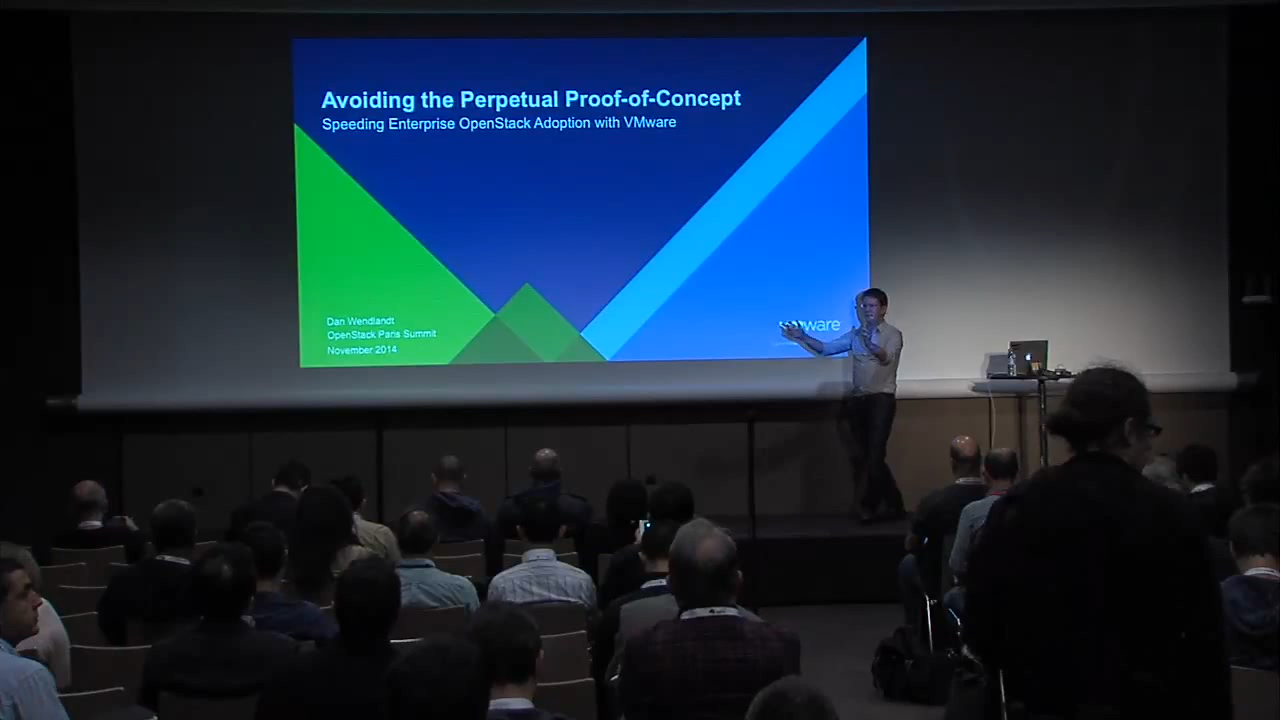 Avoiding the Perpetual Proof-of-Concept
Speeding Enterprise OpenStack Adoption with VMware
Dan Wendlandt
OpenStack Paris Summit
November 2014
vmware